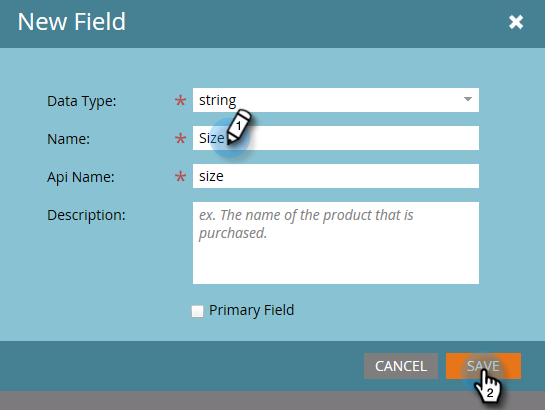 New Field
Data Type: * string
Name: * Size
1
Api Name: * size
Description: ex. The name of the product that is
purchased.
Primary Field
CANCEL SAVE
2